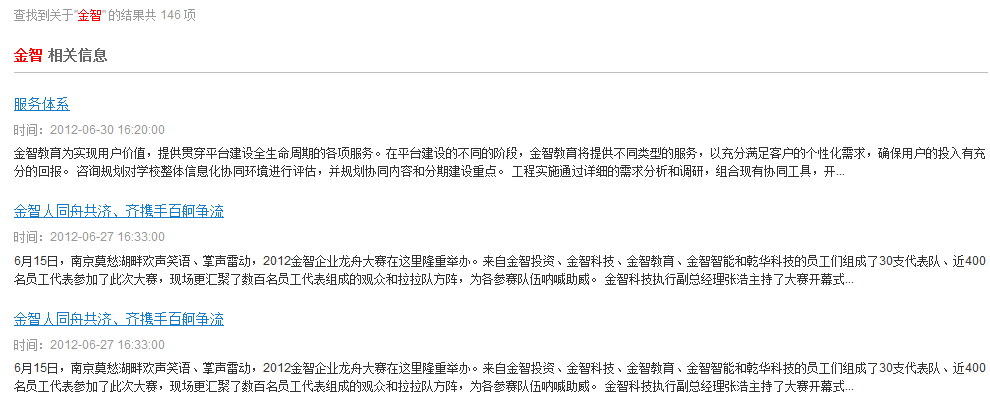 查找到关于"金智" 的结果共 146 项
金智 相关信息
服务体系
时间：2012-06-30 16:20:00
金智教育为实现用户价值，提供贯穿平台建设全生命周期的各项服务。在平台建设的不同的阶段，金智教育将提供不同类型的服务，以充分满足客户的个性化需求，确保用户的投入有充
分的回报。 咨询规划对学校整体信息化协同环境进行评估，并规划协同内容和分期建设重点。 工程实施通过详细的需求分析和调研，组合现有协同工具，开...
金智人同舟共济、齐携手百舸争流
时间：2012-06-27 16:33:00
6月15日，南京莫愁湖畔欢声笑语、掌声雷动，2012金智企业龙舟大赛在这里隆重举办。来自金智投资、金智科技、金智教育、金智智能和乾华科技的员工们组成了30支代表队、近400
名员工代表参加了此次大赛，现场更汇聚了数百名员工代表组成的观众和拉拉队方阵，为各参赛队伍呐喊助威。 金智科技执行副总经理张浩主持了大赛开幕式...
金智人同舟共济、齐携手百舸争流
时间：2012-06-27 16:33:00
6月15日，南京莫愁湖畔欢声笑语、掌声雷动，2012金智企业龙舟大赛在这里隆重举办。来自金智投资、金智科技、金智教育、金智智能和乾华科技的员工们组成了30支代表队、近400
名员工代表参加了此次大赛，现场更汇聚了数百名员工代表组成的观众和拉拉队方阵，为各参赛队伍呐喊助威。 金智科技执行副总经理张浩主持了大赛开幕式...